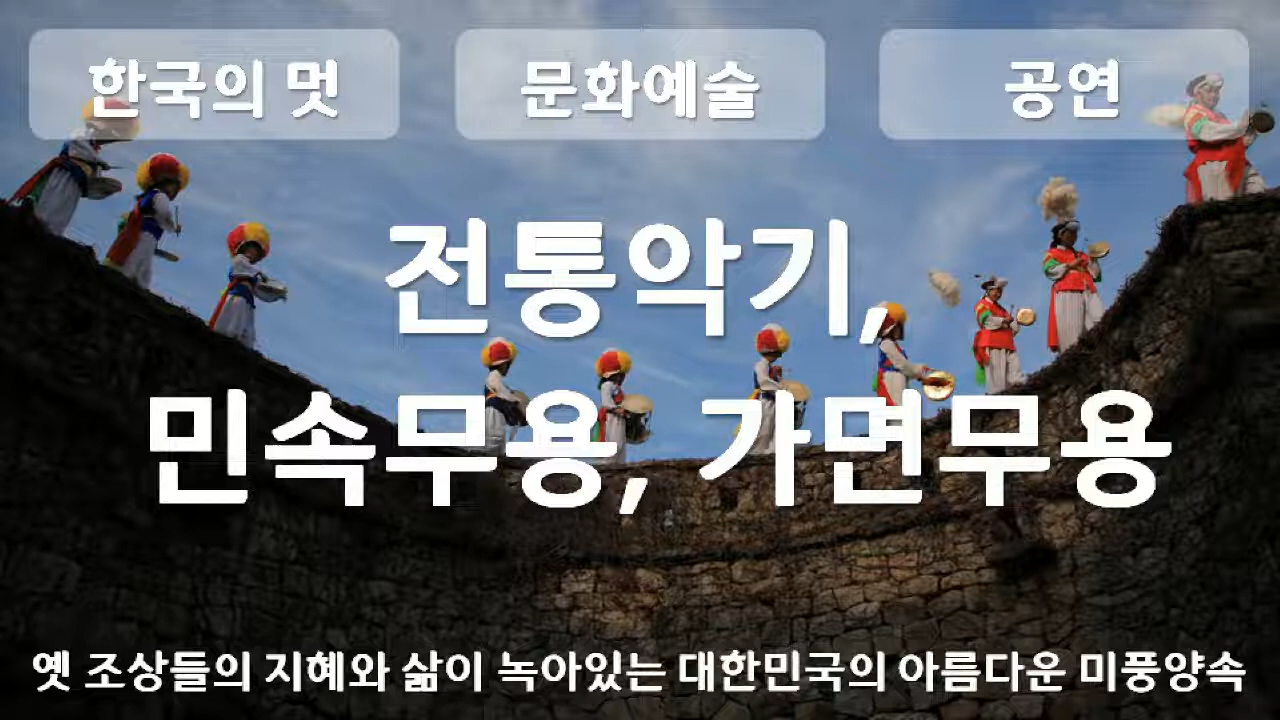 한국의 멋
문화예술
공연
전통악기,
민속무용, 가면무용
옛 조상들의 지혜와 삶이 녹아있는 대한민국의 아름다운 미풍양속